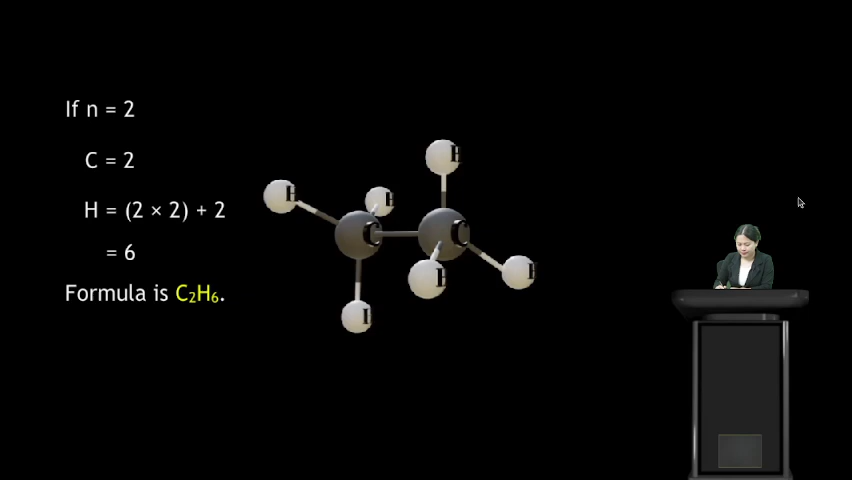 If n = 2
C = 2
H = (2 × 2) + 2
= 6
Formula is C₂H₆.
H
H
H
C
C
H